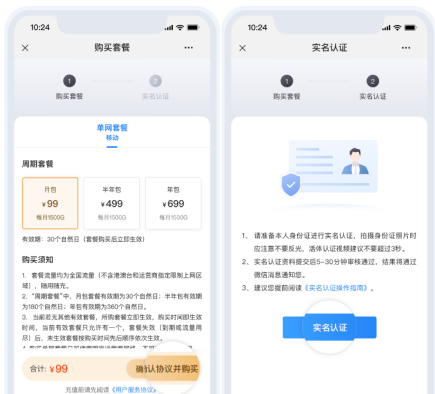 10:24
购买套餐
1
2
购买套餐
实名认证
单网套餐
移动
周期套餐
月包
半年包
年包
¥99
¥499
¥699
每月1500G
每月1500G
每月1500G
有效期：30个自然日（套餐购买后立即生效）
购买须知
1. 套餐流量均为全国流量（不含港澳台和运营商指定限制上网区
域），随用随充。
2、“周期套餐”中，月包套餐有效期为30个自然日；半年包有效期
为180个自然日；年包有效期为360个自然日。
3、 当前若无其他有效套餐，所购套餐立即生效，购买时间即生效
时间，当前有效套餐只允许有一个，套餐失效（到期或流量用
尽）后，未生效套餐按购买时间先后顺序依次生效。
合计：¥99
确认协议并购买
充值前请先阅读《用户服务协议》
10:24
实名认证
1
2
购买套餐
实名认证
1、 请准备本人身份证进行实名认证，拍摄身份证照片时
应注意不要反光，活体认证视频建议不要超过3秒。
2、 实名认证资料提交后5-30分钟审核通过，结果将通过
微信消息通知您。
3、 建议您提前阅读《实名认证操作指南》。
实名认证